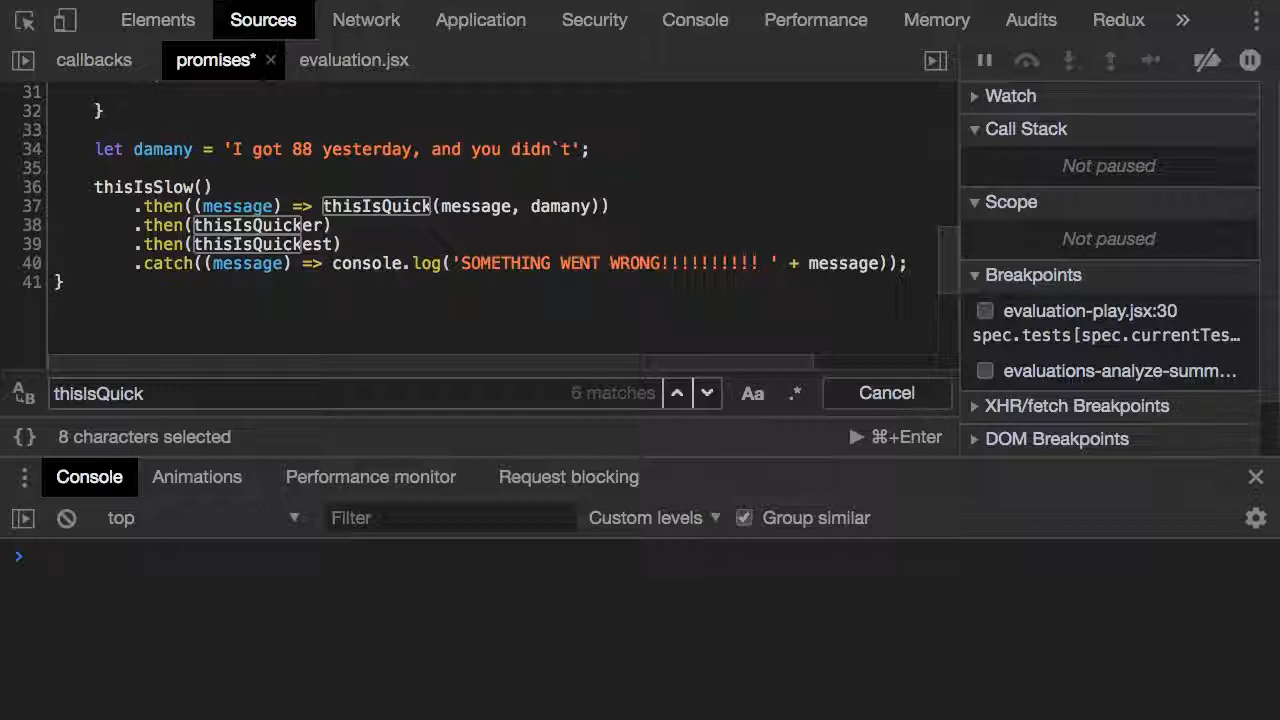 Elements Sources Network Application Security Console Performance Memory Audits Redux »
callbacks promises* × evaluation.jsx
31
32 }
33
34 let damany = 'I got 88 yesterday, and you didn`t';
35
36 thisIsSlow()
37 .then((message) => thisIsQuick(message, damany))
38 .then(thisIsQuicker)
39 .then(thisIsQuickest)
40 .catch((message) => console.log('SOMETHING WENT WRONG!!!!!!!!!! ' + message));
41 }
thisIsQuick 6 matches Aa .* Cancel
{} 8 characters selected ⌘+Enter
Watch
Call Stack
Not paused
Scope
Not paused
Breakpoints
evaluation-play.jsx:30
spec.tests[spec.currentTes…
evaluations-analyze-summ…
XHR/fetch Breakpoints
DOM Breakpoints
Console Animations Performance monitor Request blocking
top Filter Custom levels Group similar